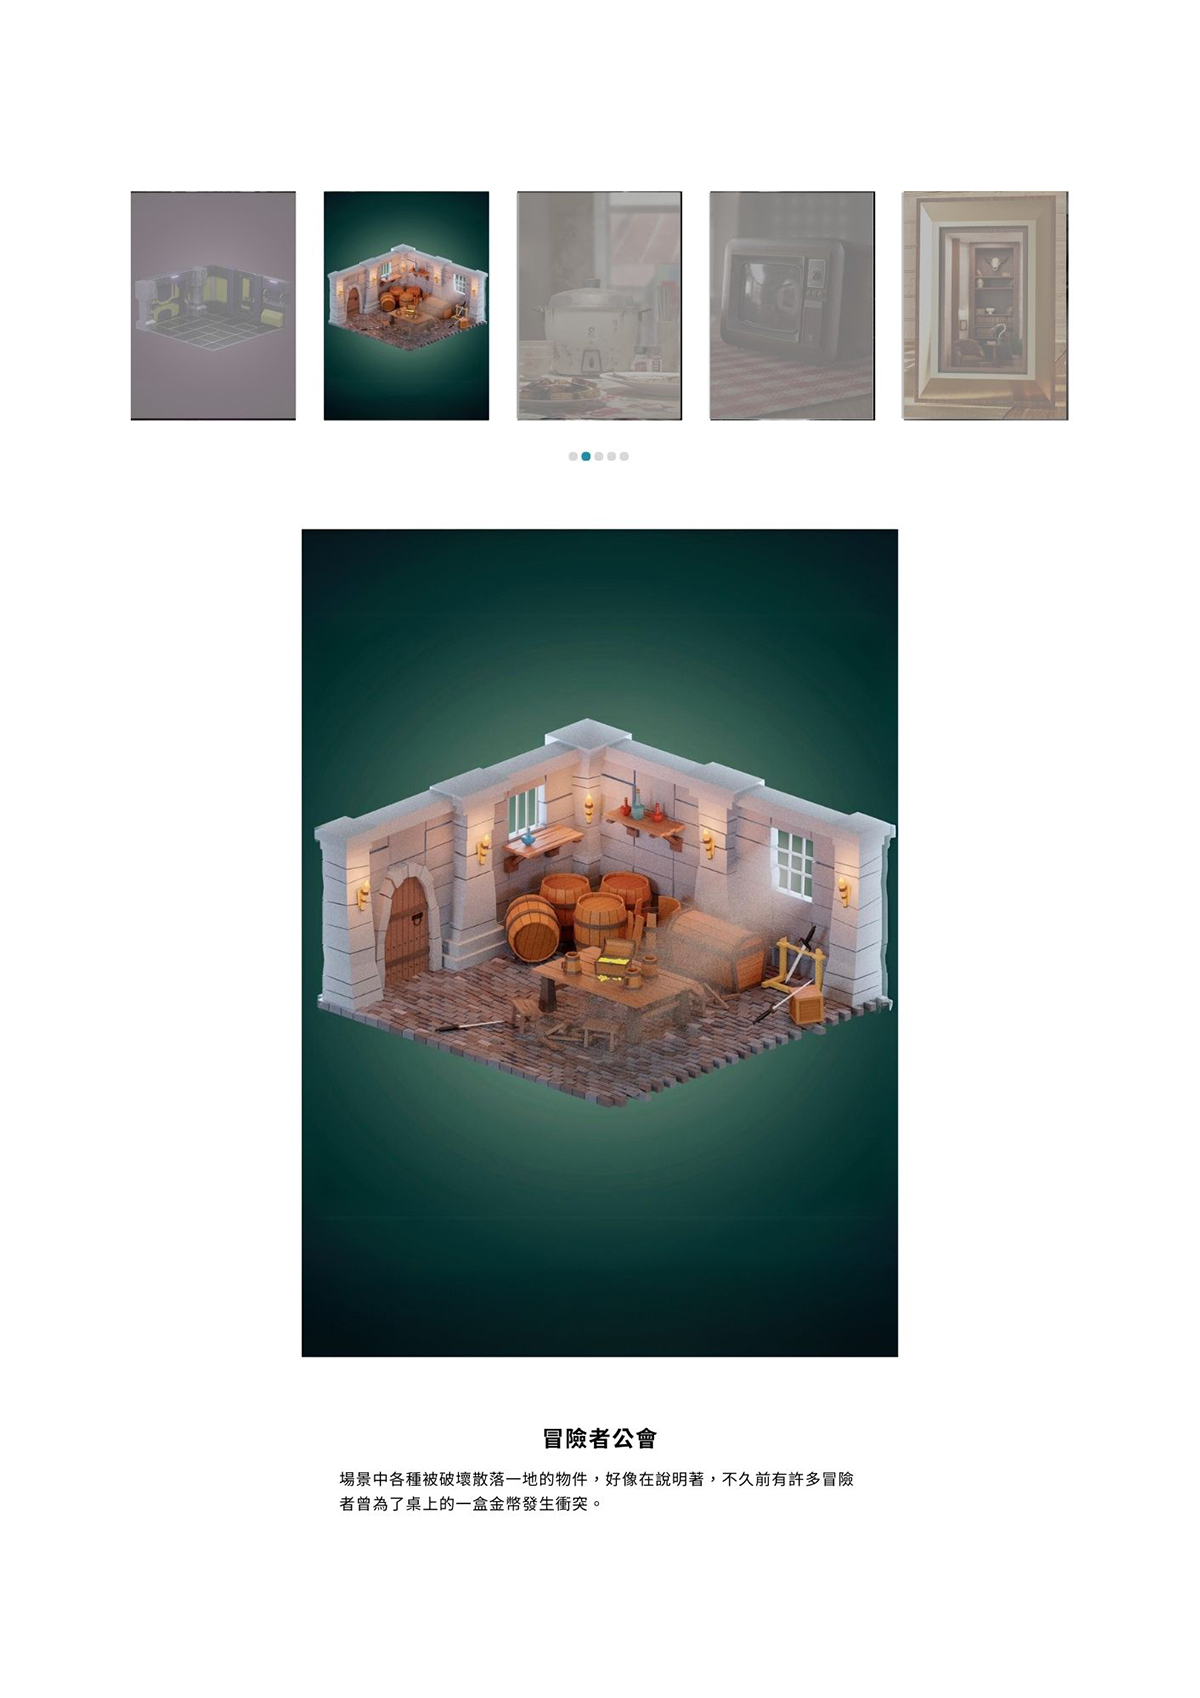 冒險者公會
場景中各種被破壞散落一地的物件，好像在說明著，不久前有許多冒險
者曾為了桌上的一盒金幣發生衝突。